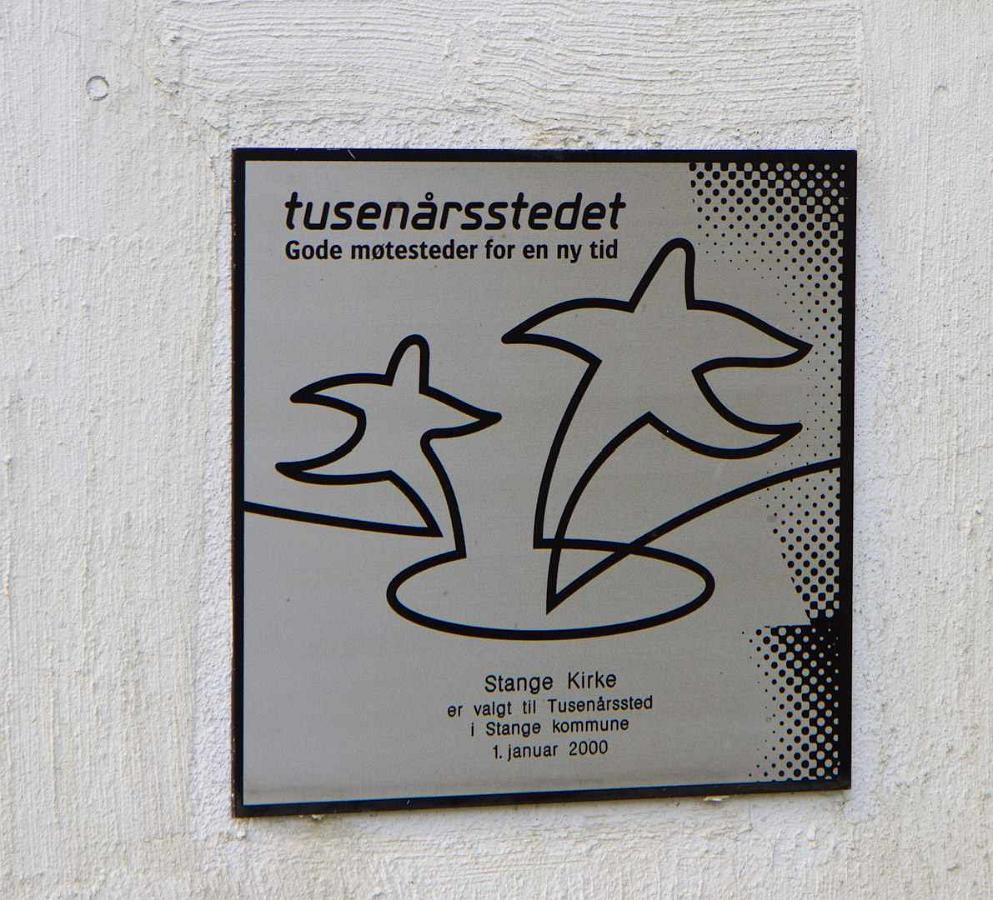 tusenårsstedet
Gode møtesteder for en ny tid
Stange Kirke
er valgt til Tusenårssted
i Stange kommune
1. januar 2000